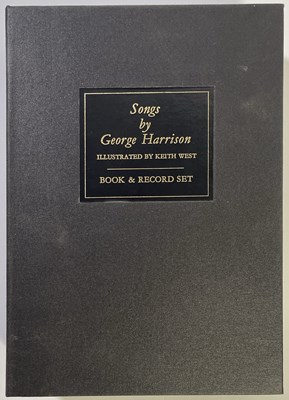 Songs
by
George Harrison
ILLUSTRATED BY KEITH WEST
BOOK & RECORD SET